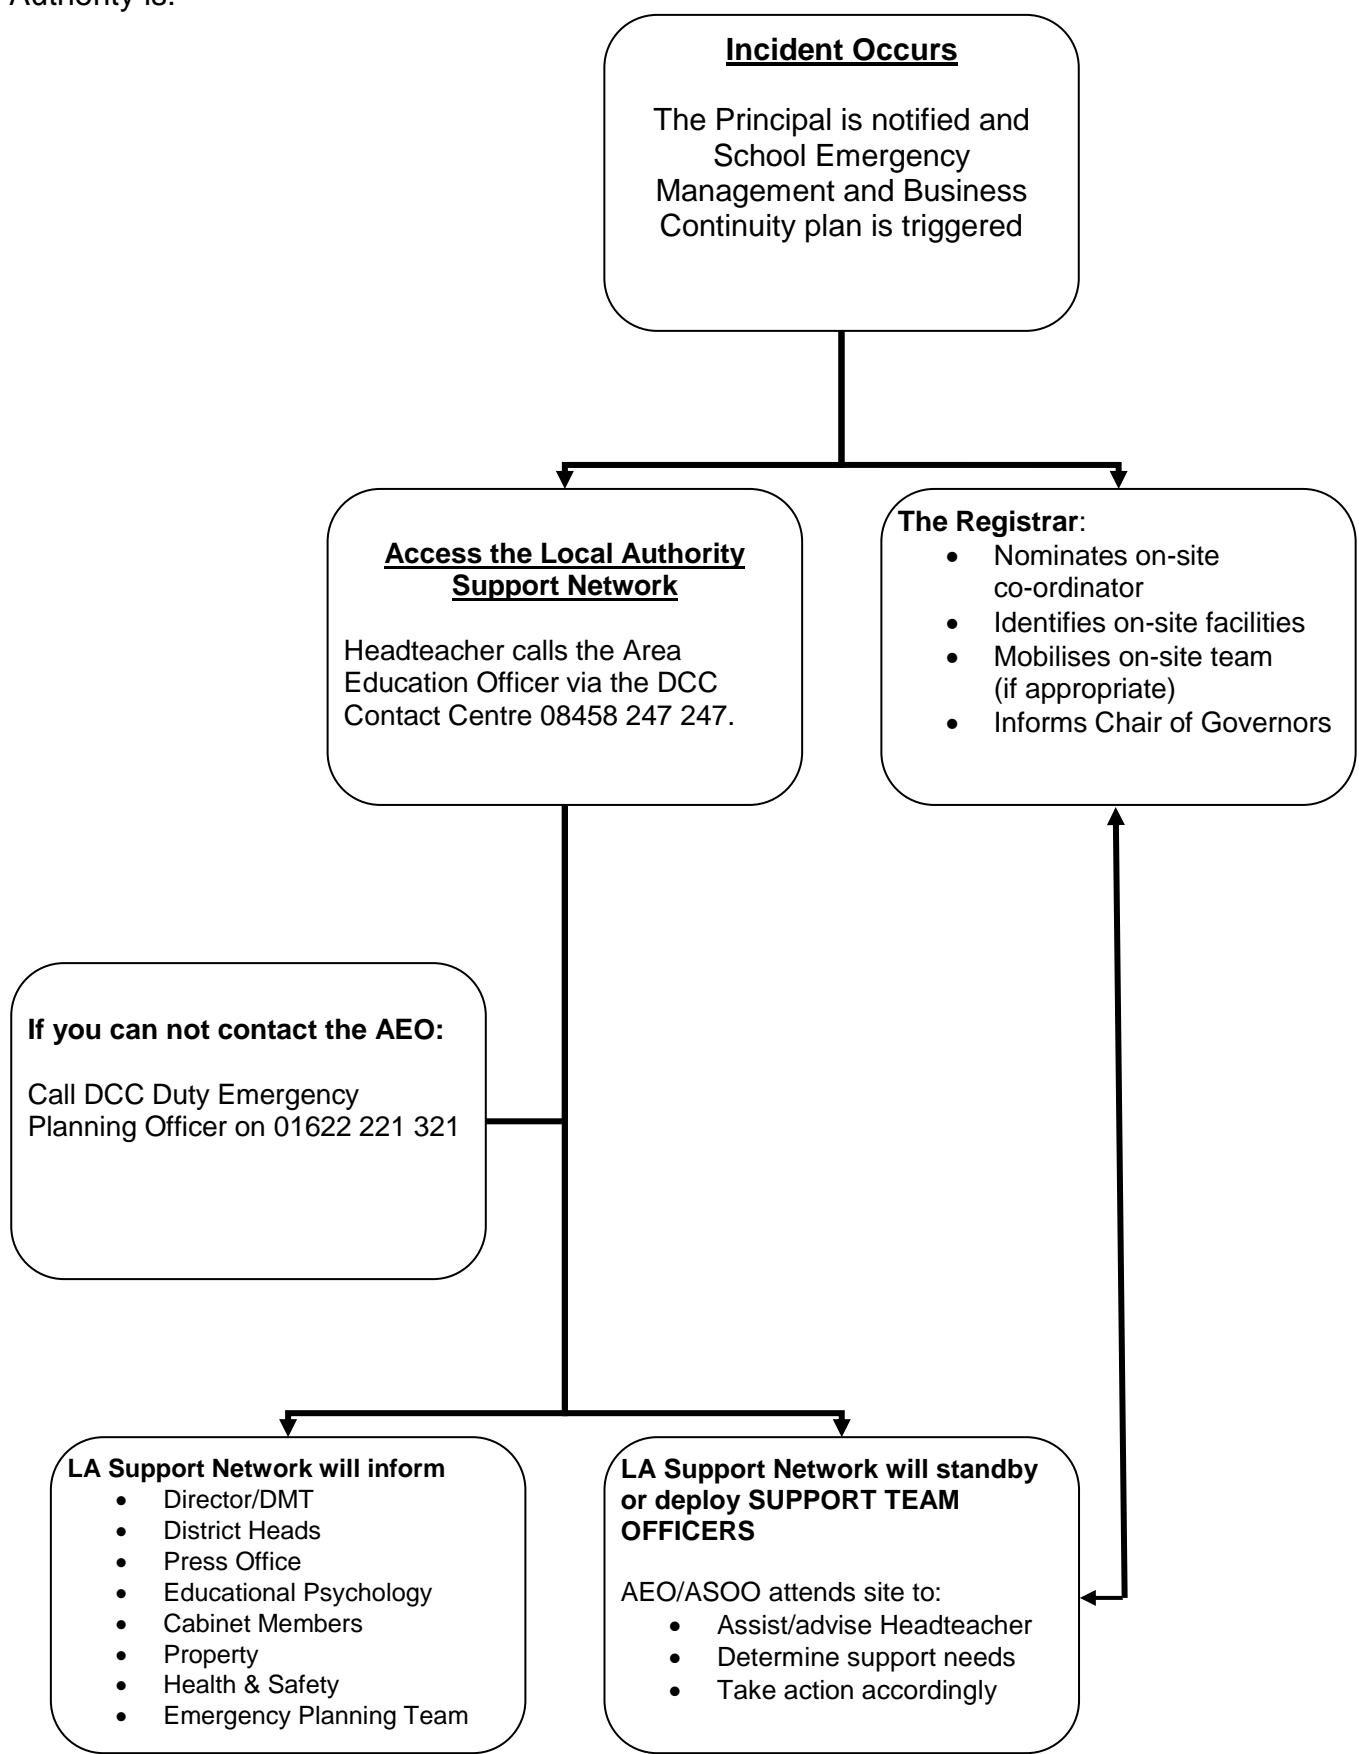 Authority is:
Incident Occurs
The Principal is notified and
School Emergency
Management and Business
Continuity plan is triggered
Access the Local Authority
Support Network
Headteacher calls the Area
Education Officer via the DCC
Contact Centre 08458 247 247.
The Registrar:
• Nominates on-site
co-ordinator
• Identifies on-site facilities
• Mobilises on-site team
(if appropriate)
• Informs Chair of Governors
If you can not contact the AEO:
Call DCC Duty Emergency
Planning Officer on 01622 221 321
LA Support Network will inform
• Director/DMT
• District Heads
• Press Office
• Educational Psychology
• Cabinet Members
• Property
• Health & Safety
• Emergency Planning Team
LA Support Network will standby
or deploy SUPPORT TEAM
OFFICERS
AEO/ASOO attends site to:
• Assist/advise Headteacher
• Determine support needs
• Take action accordingly